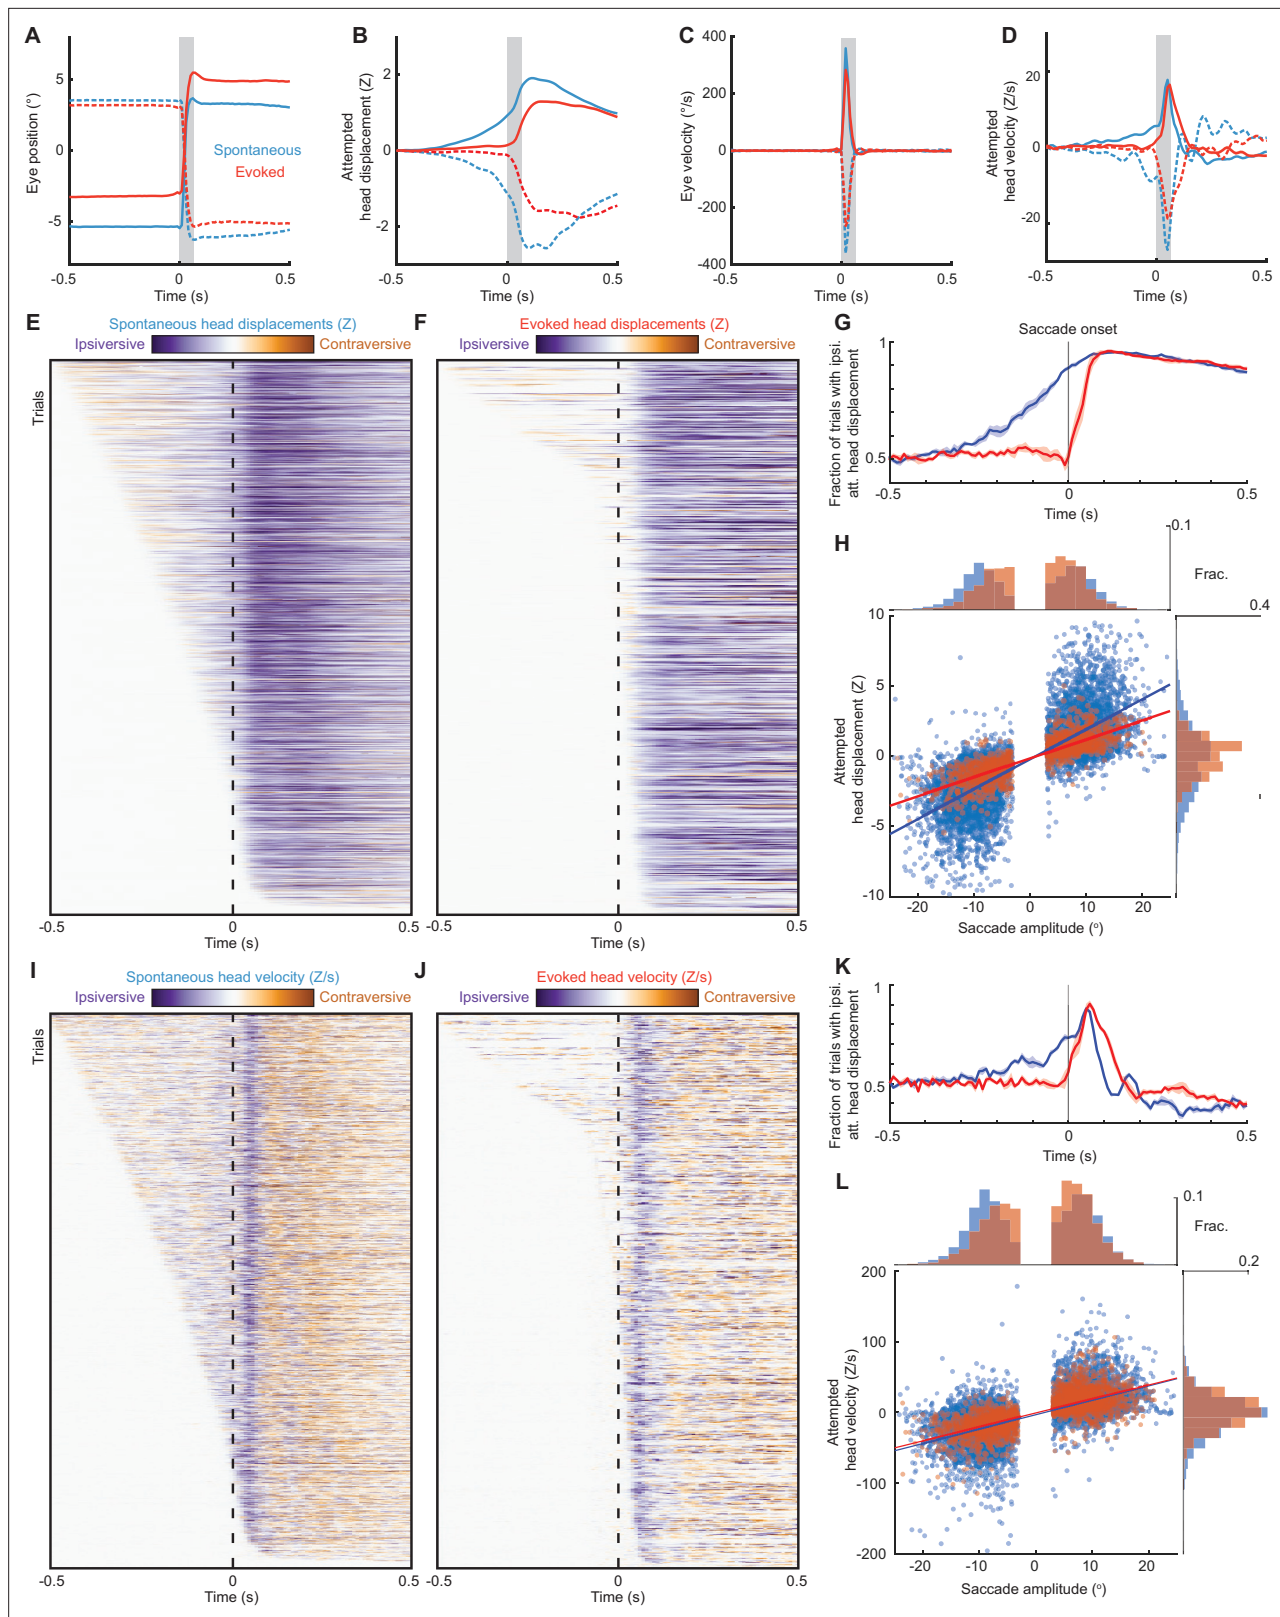 A
Eye position (°)
5
0
-5
-0.5
0
0.5
Time (s)
Spontaneous
Evoked
B
Attempted
head displacement (Z)
2
0
-2
-0.5
0
0.5
Time (s)
C
Eye velocity (°/s)
400
200
0
-200
-400
-0.5
0
0.5
Time (s)
D
Attempted
head velocity (Z/s)
20
0
-20
-0.5
0
0.5
Time (s)
E
Spontaneous head displacements (Z)
Ipsiversive
Contraversive
Trials
-0.5
0
0.5
Time (s)
F
Evoked head displacements (Z)
Ipsiversive
Contraversive
-0.5
0
0.5
Time (s)
G
Saccade onset
Fraction of trials with ipsi.
att. head displacement
1
0.5
-0.5
0
0.5
Time (s)
H
0.1
Frac.
0.4
Attempted
head displacement (Z)
10
5
0
-5
-10
-20
-10
0
10
20
Saccade amplitude (°)
I
Spontaneous head velocity (Z/s)
Ipsiversive
Contraversive
Trials
-0.5
0
0.5
Time (s)
J
Evoked head velocity (Z/s)
Ipsiversive
Contraversive
-0.5
0
0.5
Time (s)
K
Fraction of trials with ipsi.
att. head displacement
1
0.5
-0.5
0
0.5
Time (s)
L
0.1
Frac.
0.2
Attempted
head velocity (Z/s)
200
100
0
-100
-200
-20
-10
0
10
20
Saccade amplitude (°)